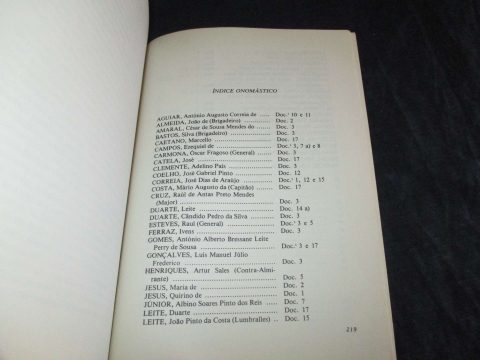 ÍNDICE ONOMÁSTICO
AGUIAR, António Augusto Correia de ..... Doc.ˢ 10 e 11
ALMEIDA, João de (Brigadeiro) ..... Doc. 2
AMARAL, César de Sousa Mendes do ....... Doc. 3
BASTOS, Silva (Brigadeiro) ..... Doc. 3
CAETANO, Marcello ..... Doc. 17
CAMPOS, Ezequiel de ..... Doc.ˢ 3, 7 a) e 8
CARMONA, Óscar Fragoso (General) ..... Doc. 3
CATELA, José ..... Doc. 17
CLEMENTE, Adelino Pais ..... Doc. 3
COELHO, José Gabriel Pinto ..... Doc. 12
CORREIA, José Dias de Araújo ..... Doc.ˢ 1, 12 e 15
COSTA, Mário Augusto da (Capitão) ..... Doc. 17
CRUZ, Raúl de Antas Preto Mendes
(Major) ..... Doc. 3
DUARTE, Leite ..... Doc. 14 a)
DUARTE, Cândido Pedro da Silva ..... Doc. 3
ESTEVES, Raul (General) ..... Doc.ˢ 3 e 5
FERRAZ, Ivens ..... Doc. 3
GOMES, António Alberto Bressane Leite
Perry de Sousa ..... Doc.ˢ 3 e 17
GONÇALVES, Luís Manuel Júlio
Frederico ..... Doc. 3
HENRIQUES, Artur Sales (Contra-Almi-
rante) ..... Doc. 5
JESUS, Maria de ..... Doc. 2
JESUS, Quirino de ..... Doc. 1
JÚNIOR, Albino Soares Pinto dos Reis ..... Doc. 7
LEITE, Duarte ..... Doc. 17
LEITE, João Pinto da Costa (Lumbralles) ... Doc. 15
219